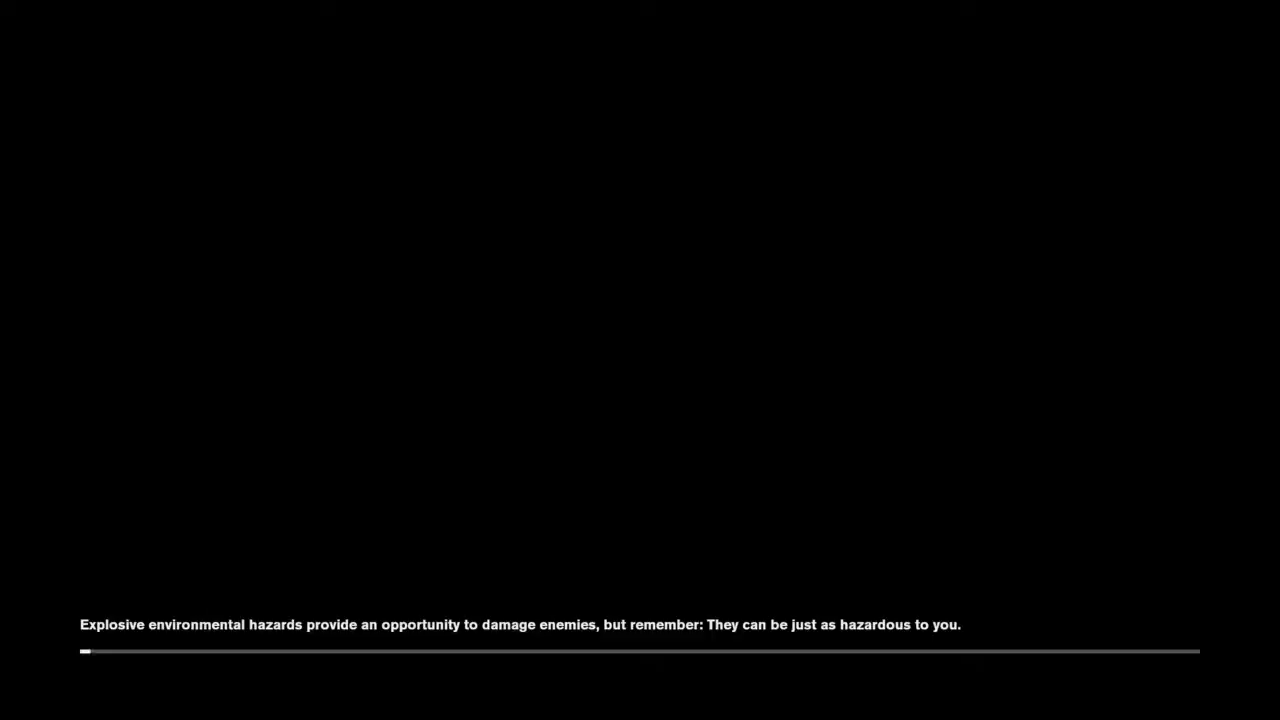 Explosive environmental hazards provide an opportunity to damage enemies, but remember: They can be just as hazardous to you.